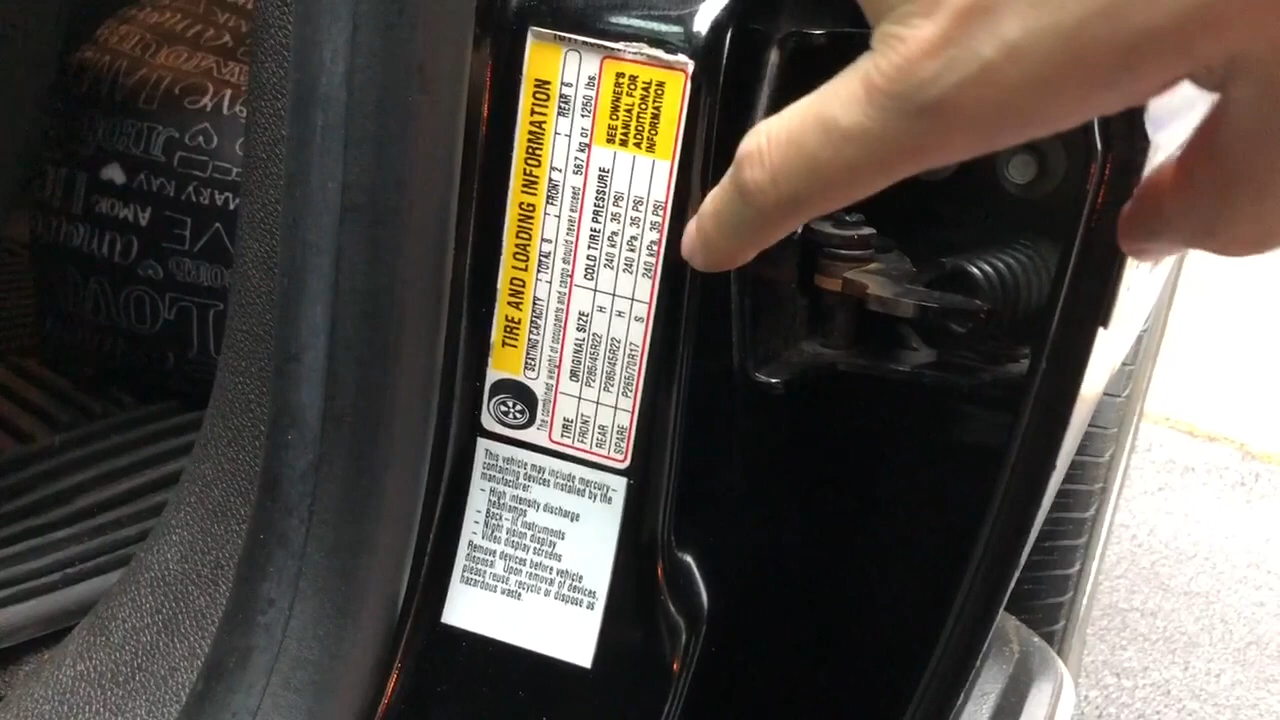 TIRE AND LOADING INFORMATION
SEATING CAPACITY TOTAL 8 FRONT 2 REAR 6
The combined weight of occupants and cargo should never exceed 567 kg or 1250 lbs.
TIRE ORIGINAL SIZE COLD TIRE PRESSURE
FRONT P285/45R22 H 240 kPa, 35 PSI
REAR P285/45R22 H 240 kPa, 35 PSI
SPARE P265/70R17 S 240 kPa, 35 PSI
SEE OWNER'S
MANUAL FOR
ADDITIONAL
INFORMATION
This vehicle may include mercury–
containing devices installed by the
manufacturer:
– High intensity discharge
headlamps
– Back–lit instruments
– Night vision display
– Video display screens
Remove devices before vehicle
disposal. Upon removal of devices,
please reuse, recycle or dispose as
hazardous waste.
MARY KAY
AMOR
LOVE